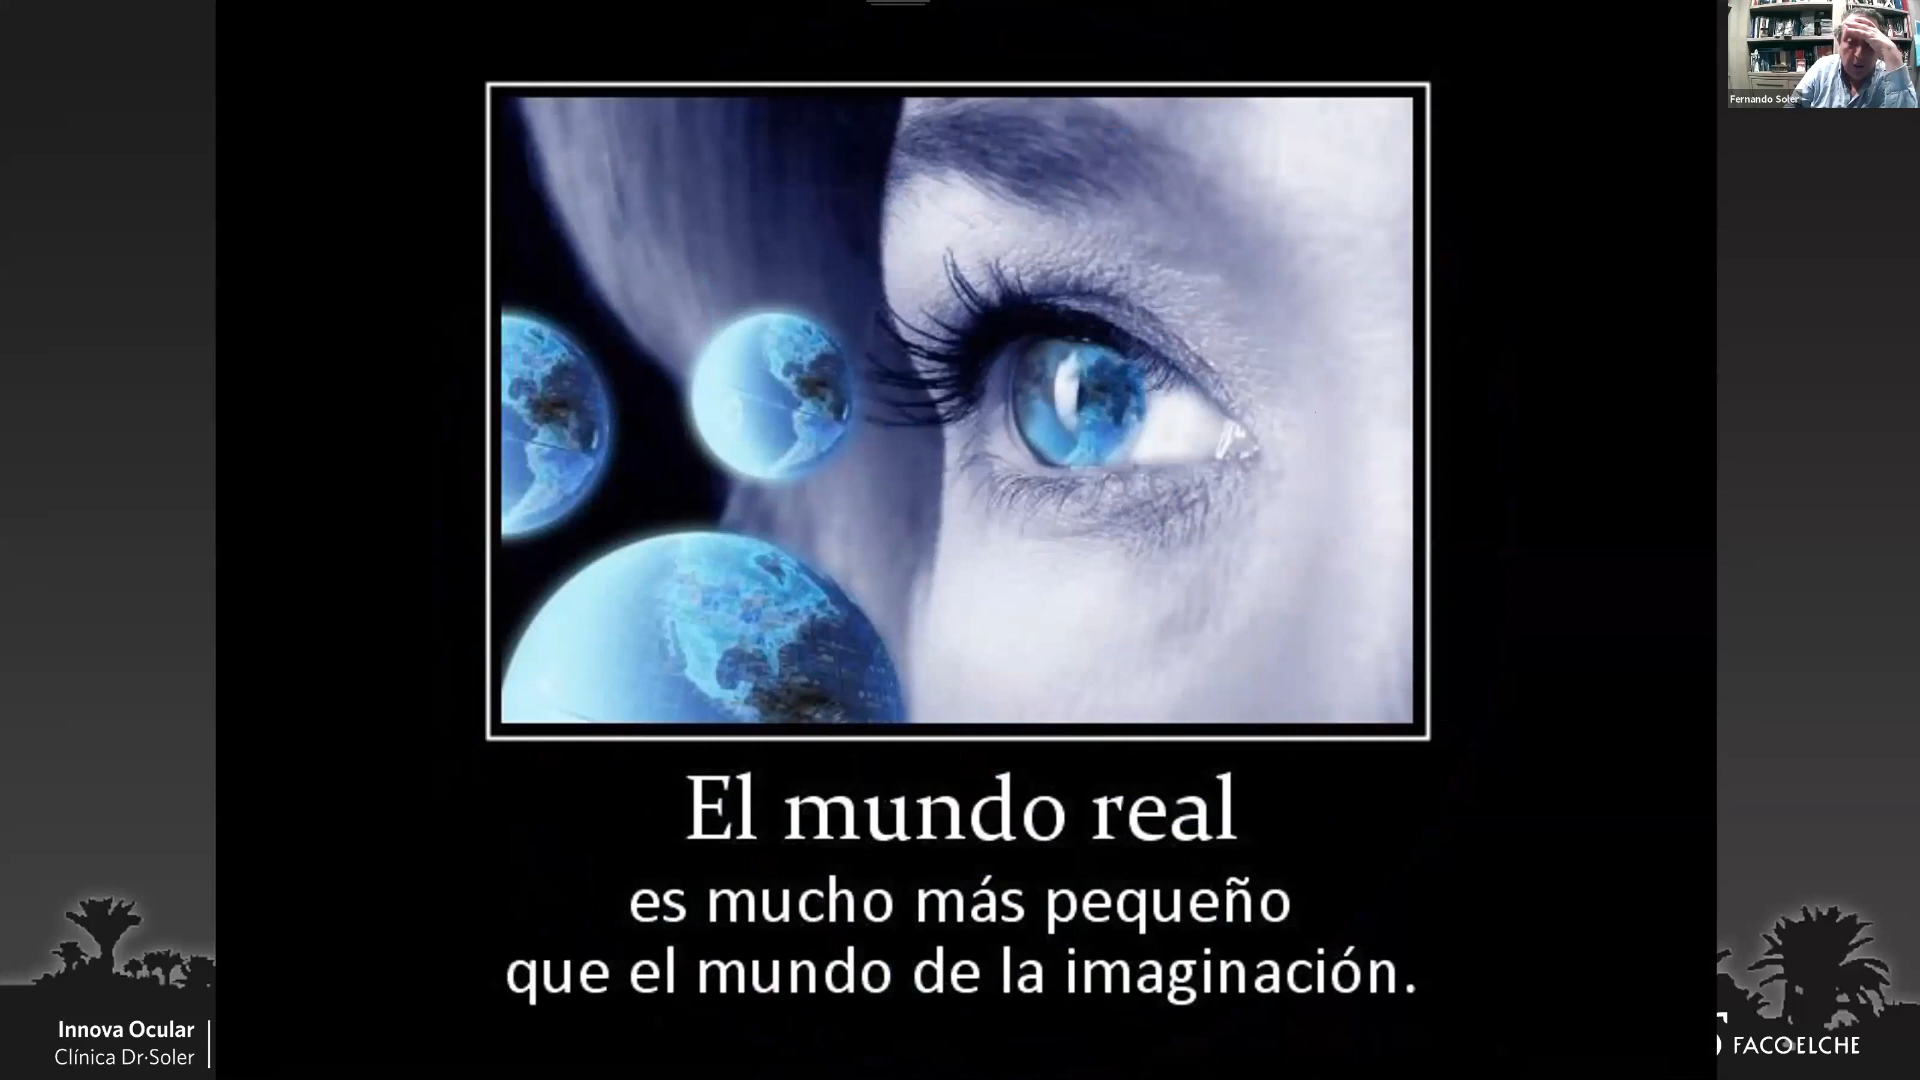 Fernando Soler
El mundo real
es mucho más pequeño
que el mundo de la imaginación.
Innova Ocular
Clínica Dr·Soler
FACOELCHE